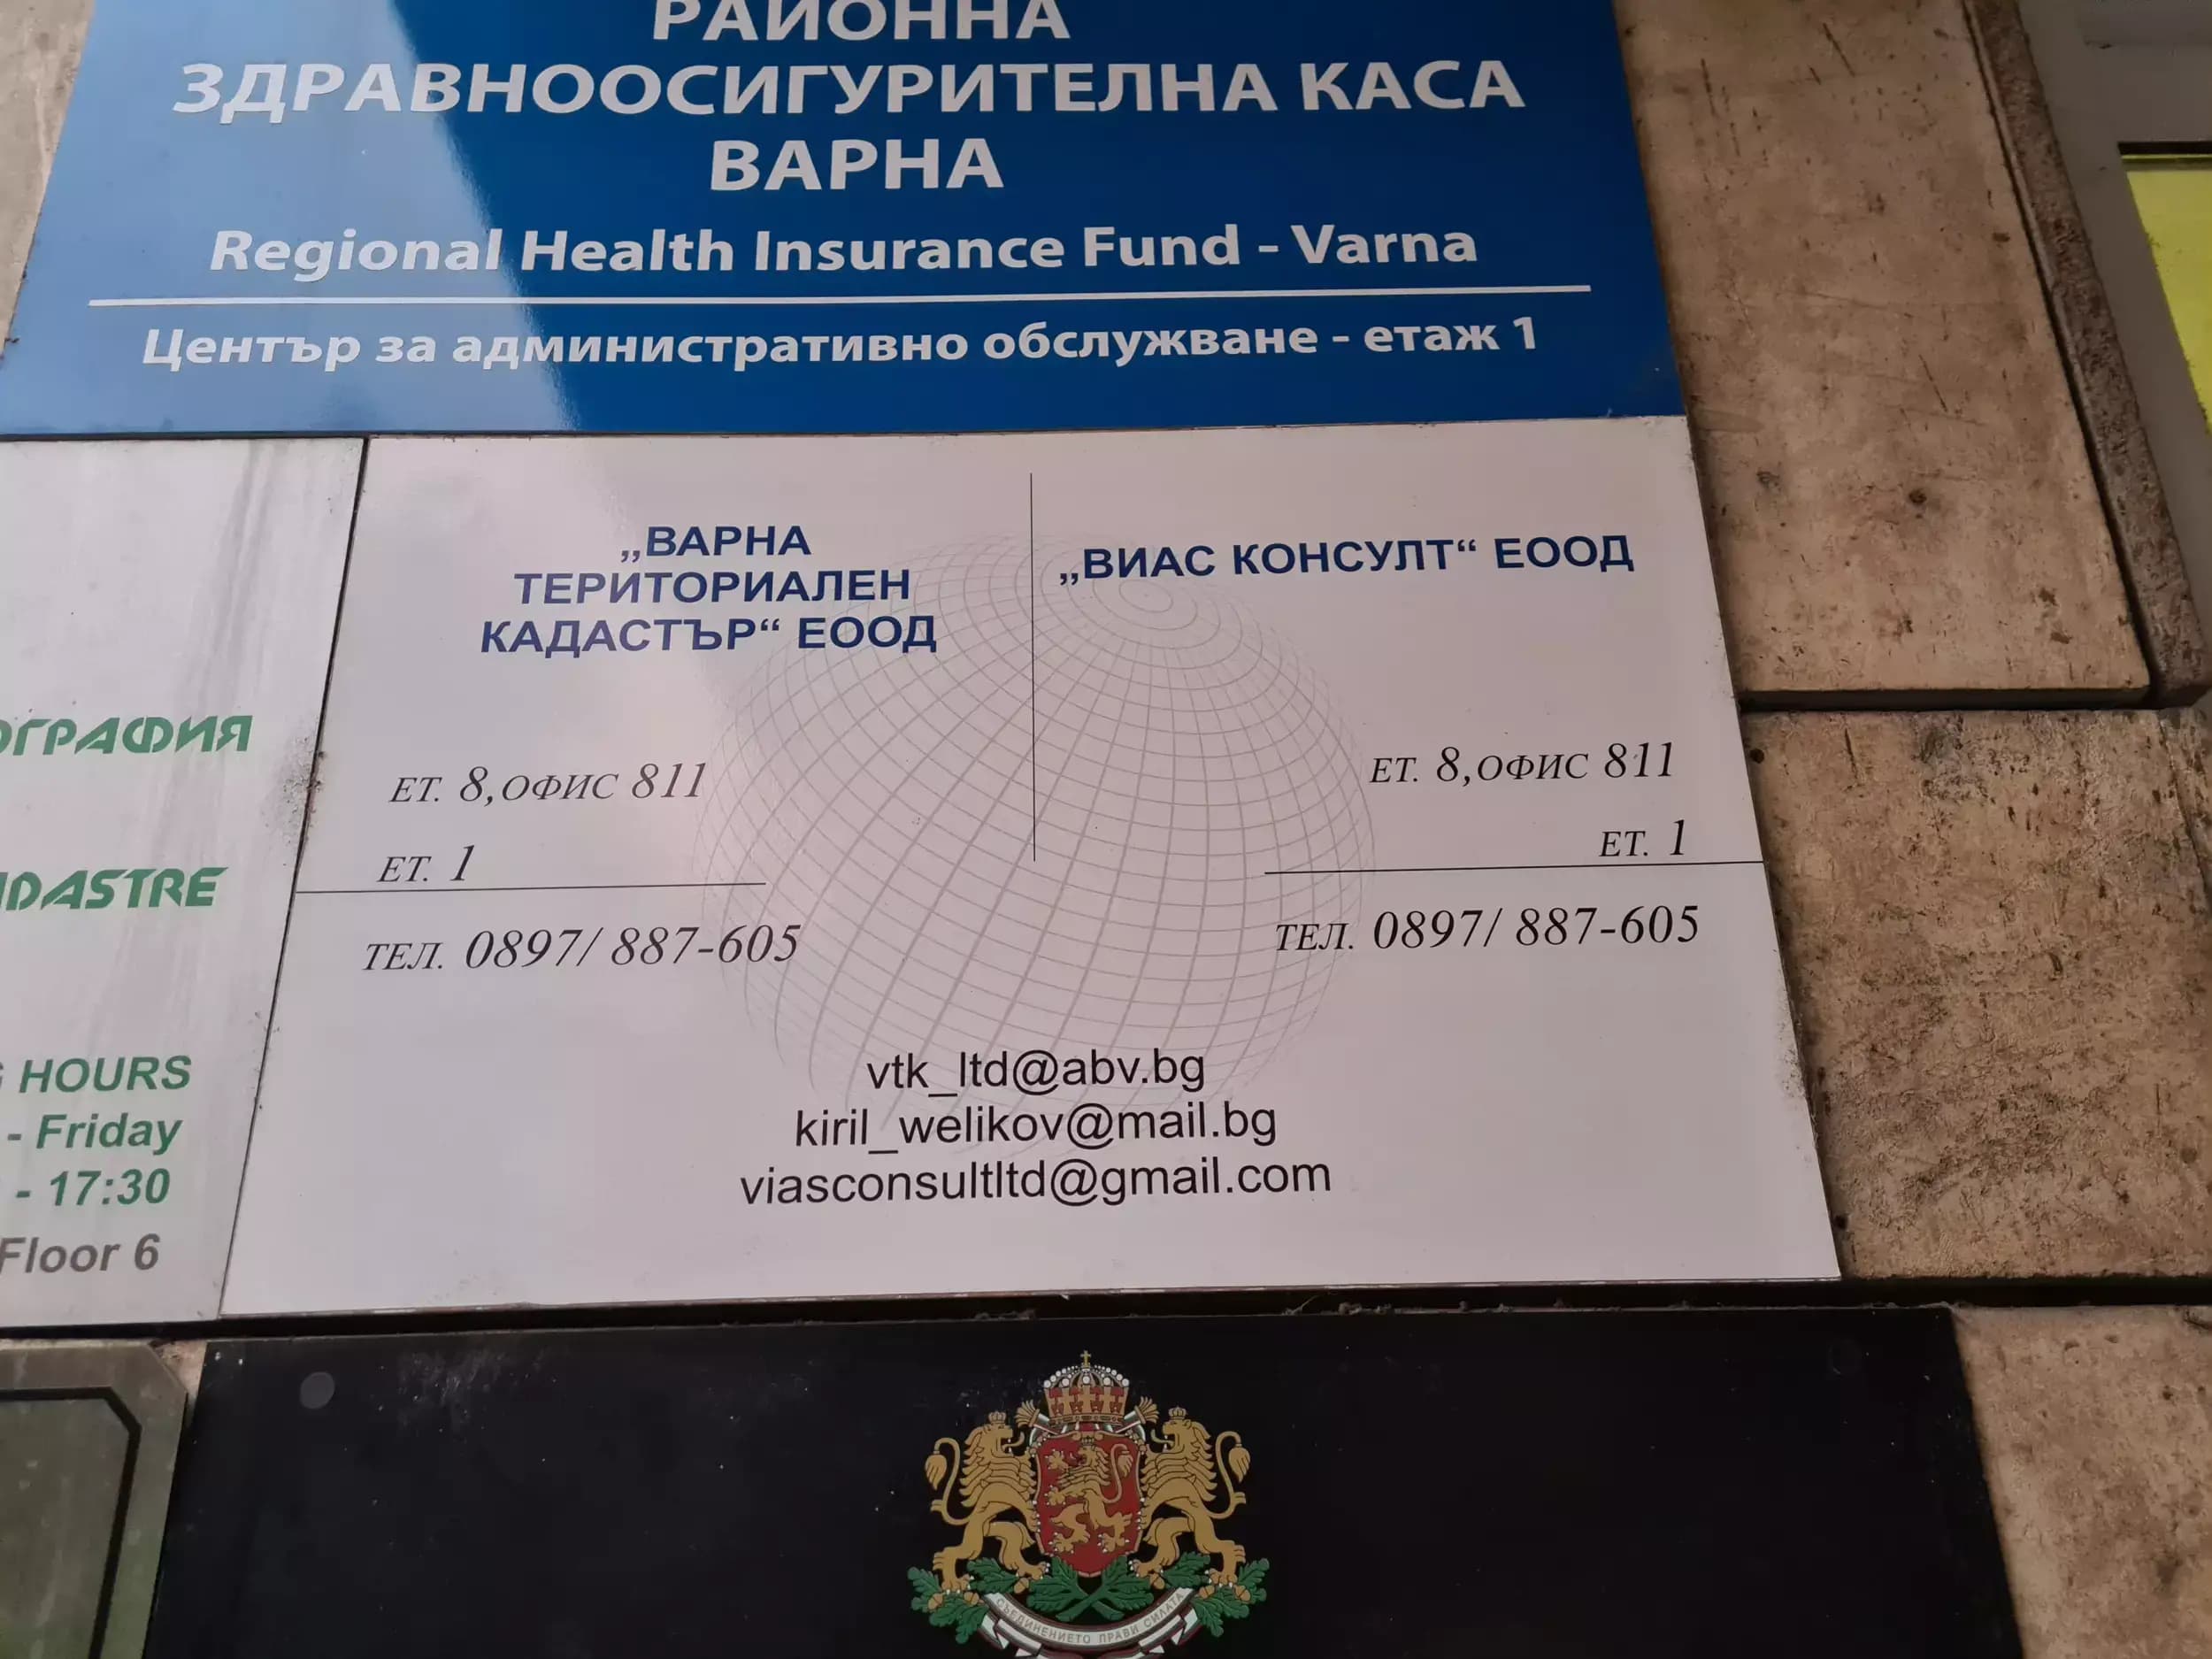 РАЙОННА
ЗДРАВНООСИГУРИТЕЛНА КАСА
ВАРНА
Regional Health Insurance Fund - Varna
Център за административно обслужване - етаж 1
„ВАРНА
ТЕРИТОРИАЛЕН
КАДАСТЪР“ ЕООД
ЕТ. 8,ОФИС 811
ЕТ. 1
ТЕЛ. 0897/ 887-605
„ВИАС КОНСУЛТ“ ЕООД
ЕТ. 8,ОФИС 811
ЕТ. 1
ТЕЛ. 0897/ 887-605
vtk_ltd@abv.bg
kiril_welikov@mail.bg
viasconsultltd@gmail.com
HOURS
- Friday
- 17:30
Floor 6
СЪЕДИНЕНИЕТО ПРАВИ СИЛАТА